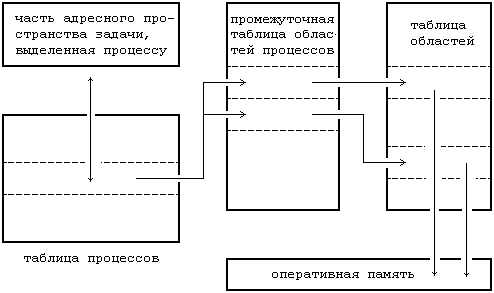 часть адресного про-
странства задачи,
выделенная процессу
промежуточная
таблица облас-
тей процессов
таблица
областей
таблица процессов
оперативная память